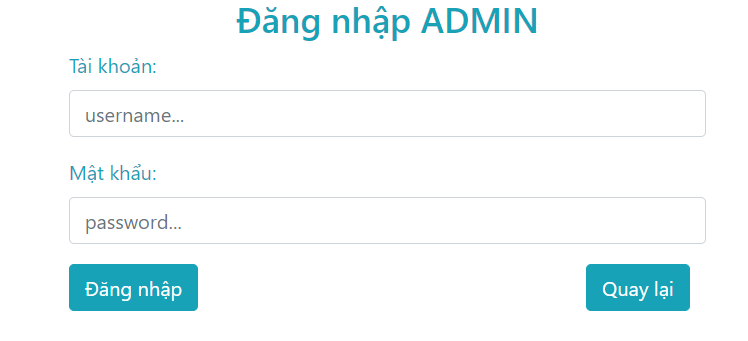 Đăng nhập ADMIN
Tài khoản:
username...
Mật khẩu:
password...
Đăng nhập Quay lại